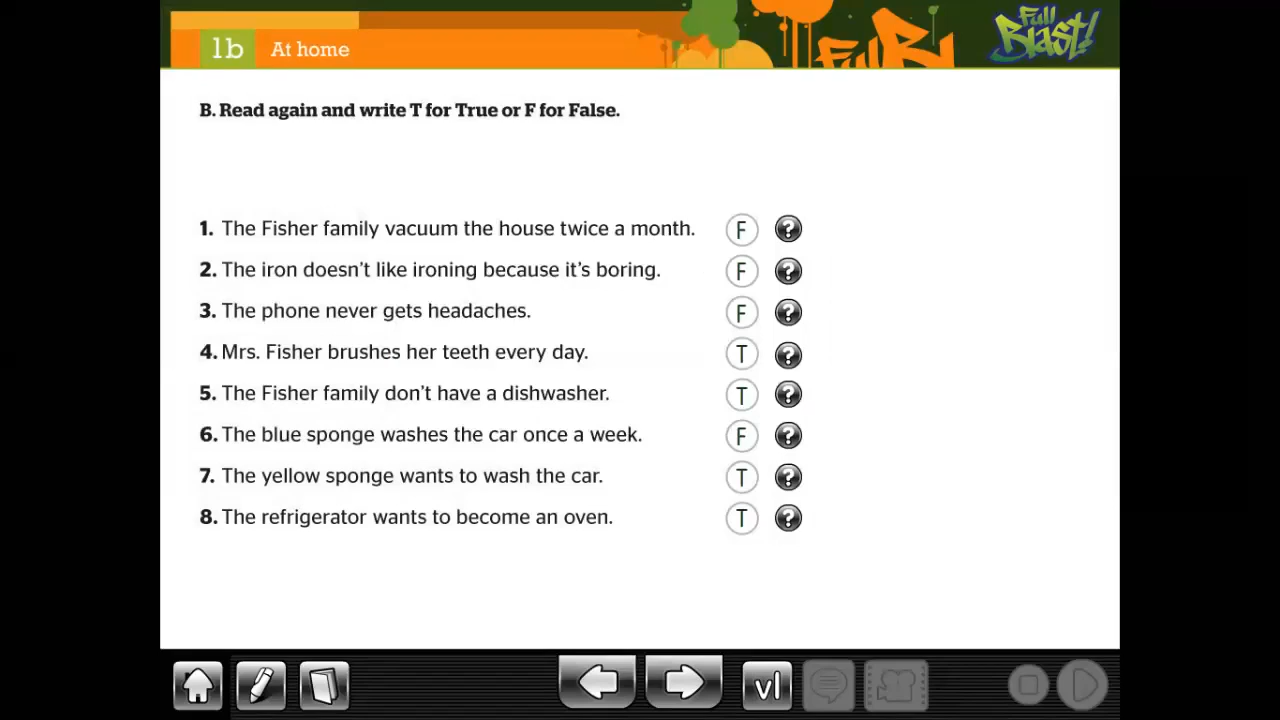 Full Blast!
1b At home
B. Read again and write T for True or F for False.
1. The Fisher family vacuum the house twice a month. F ?
2. The iron doesn't like ironing because it's boring. F ?
3. The phone never gets headaches. F ?
4. Mrs. Fisher brushes her teeth every day. T ?
5. The Fisher family don't have a dishwasher. T ?
6. The blue sponge washes the car once a week. F ?
7. The yellow sponge wants to wash the car. T ?
8. The refrigerator wants to become an oven. T ?